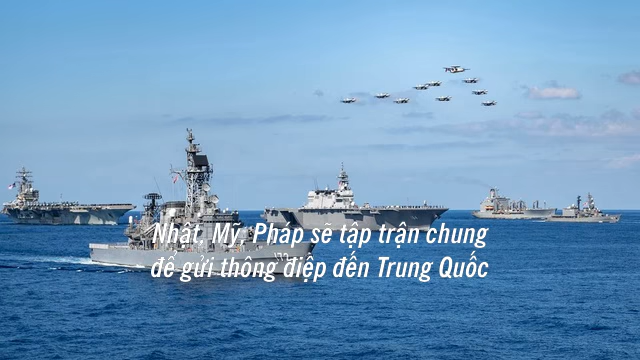 Nhật, Mỹ, Pháp sẽ tập trận chung
để gửi thông điệp đến Trung Quốc